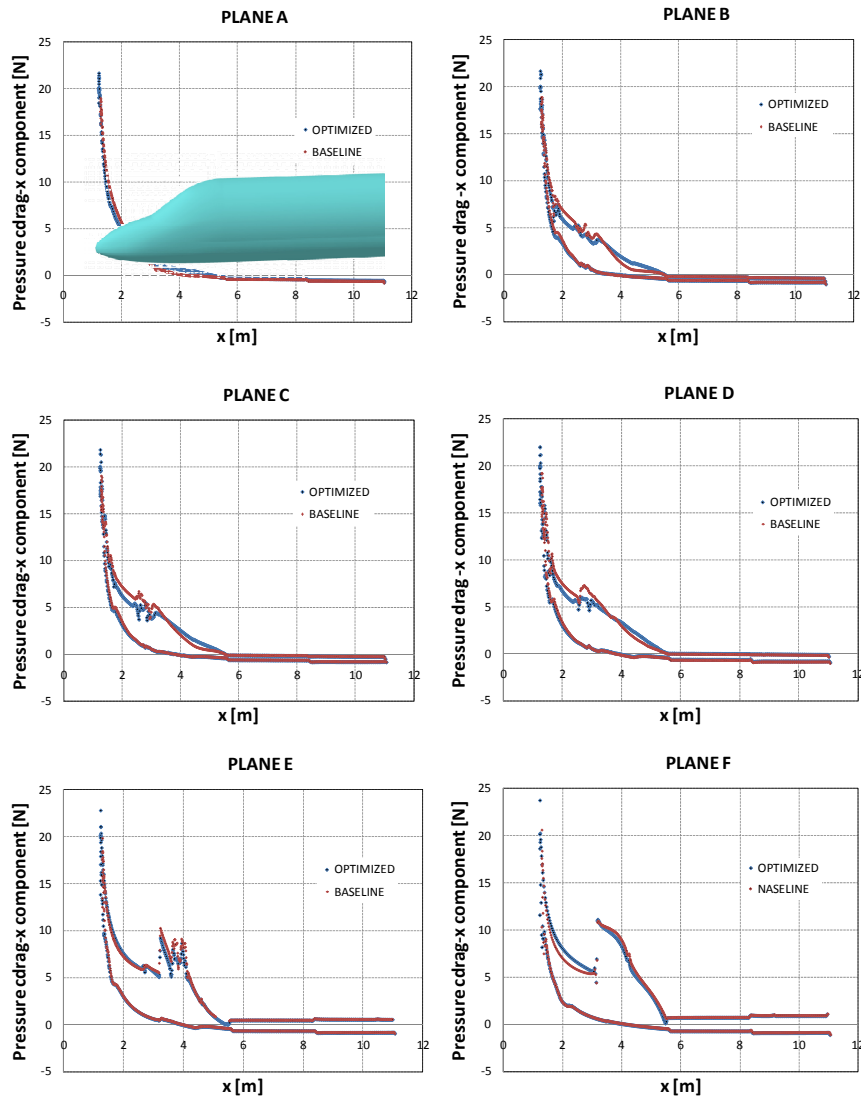 PLANE A
Pressure cdrag-x component [N]
25
20
15
10
5
0
-5
0 2 4 6 8 10 12
x [m]
OPTIMIZED
BASELINE
PLANE B
Pressure drag -x component [N]
25
20
15
10
5
0
-5
0 2 4 6 8 10 12
x [m]
OPTIMIZED
BASELINE
PLANE C
Pressure cdrag-x component [N]
25
20
15
10
5
0
-5
0 2 4 6 8 10 12
x [m]
OPTIMIZED
BASELINE
PLANE D
Pressure drag -x component [N]
25
20
15
10
5
0
-5
0 2 4 6 8 10 12
x [m]
OPTIMIZED
BASELINE
PLANE E
Pressure cdrag-x component [N]
25
20
15
10
5
0
-5
0 2 4 6 8 10 12
x [m]
OPTIMIZED
BASELINE
PLANE F
Pressure cdrag-x component [N]
25
20
15
10
5
0
-5
0 2 4 6 8 10 12
x [m]
OPTIMIZED
NASELINE